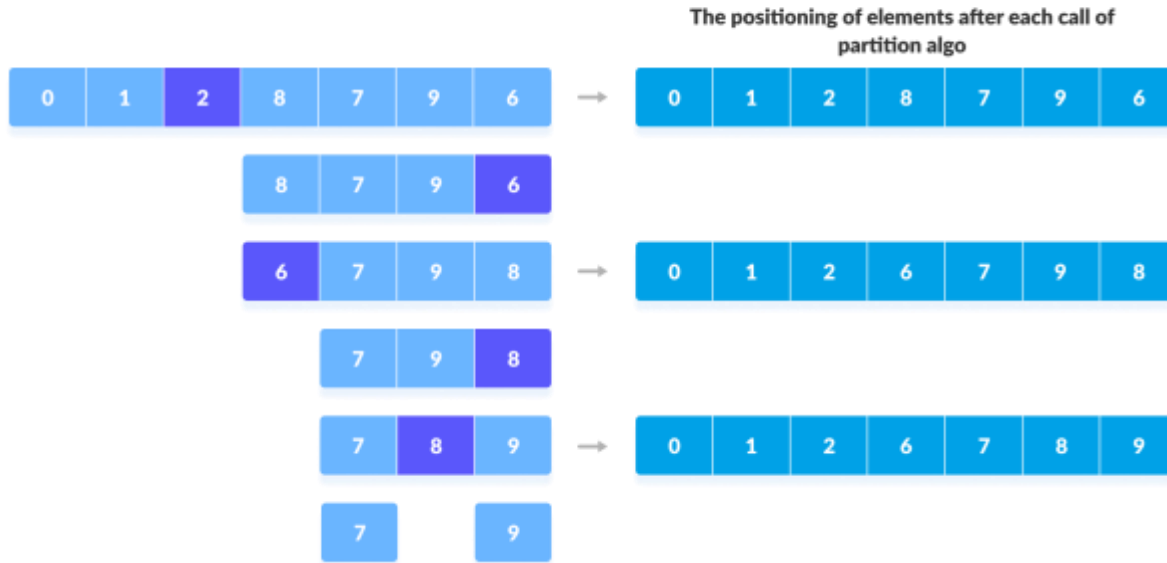 The positioning of elements after each call of
partition algo
0 1 2 8 7 9 6 0 1 2 8 7 9 6
8 7 9 6
6 7 9 8 0 1 2 6 7 9 8
7 9 8
7 8 9 0 1 2 6 7 8 9
7 9